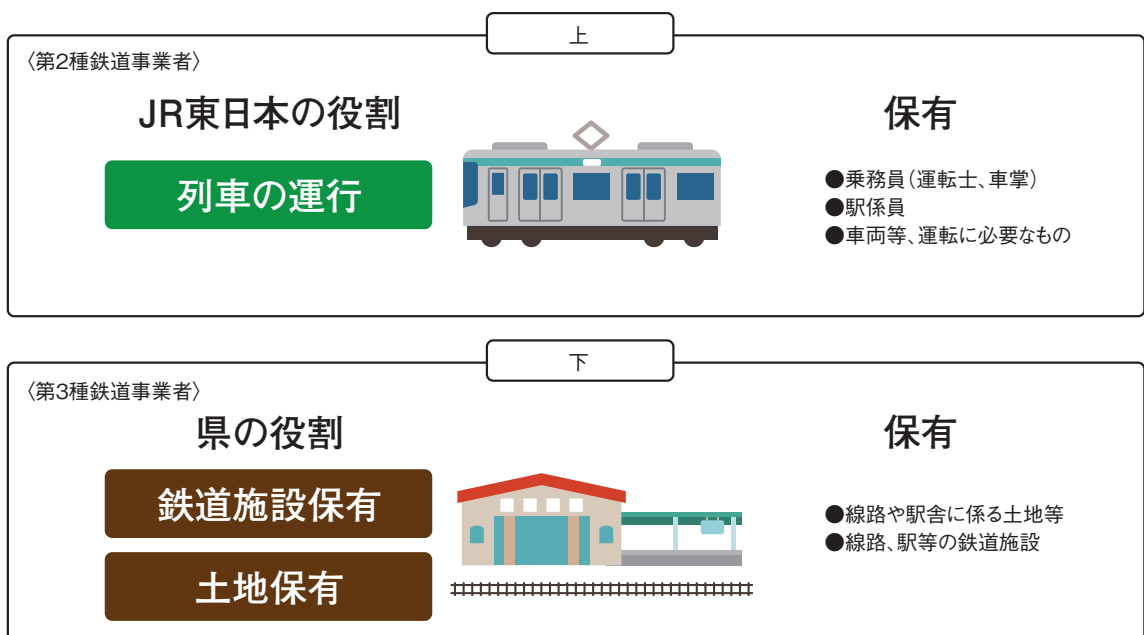 上
〈第2種鉄道事業者〉
JR東日本の役割
列車の運行
保有
●乗務員(運転士、車掌)
●駅係員
●車両等、運転に必要なもの
下
〈第3種鉄道事業者〉
県の役割
鉄道施設保有
土地保有
保有
●線路や駅舎に係る土地等
●線路、駅等の鉄道施設